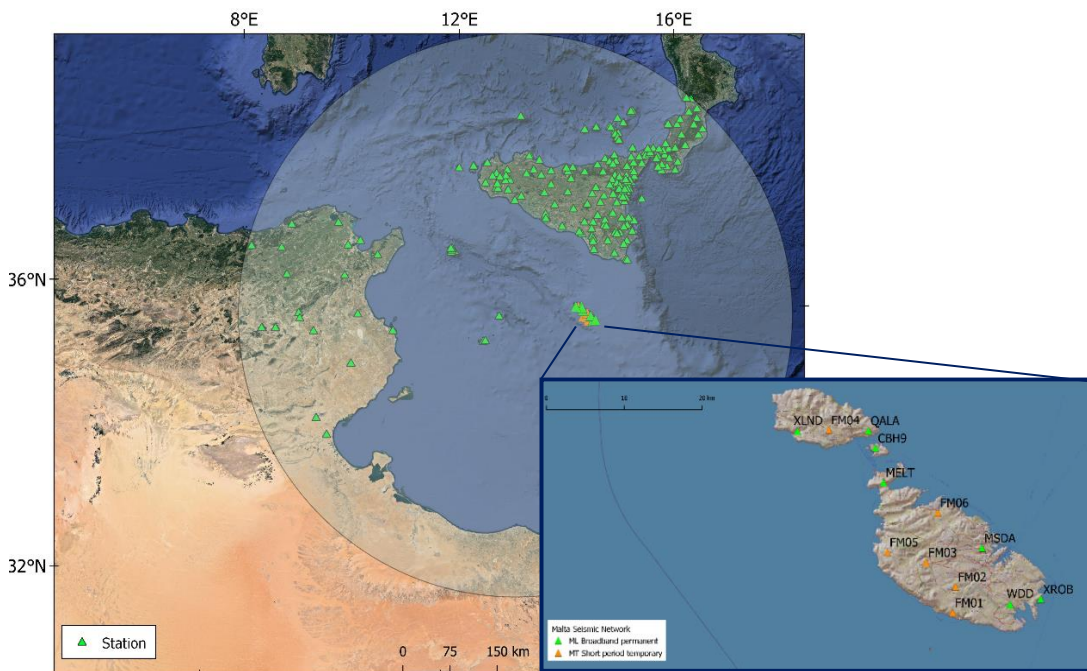 8°E 12°E 16°E
36°N
32°N
Station
0 75 150 km
0 10 20 km
XLND FM04 QALA
CBH9
MELT
FM06
FM05 MSDA
FM03
FM02
WDD XROB
FM01
Malta Seismic Network
ML Broadband permanent
MT Short period temporary